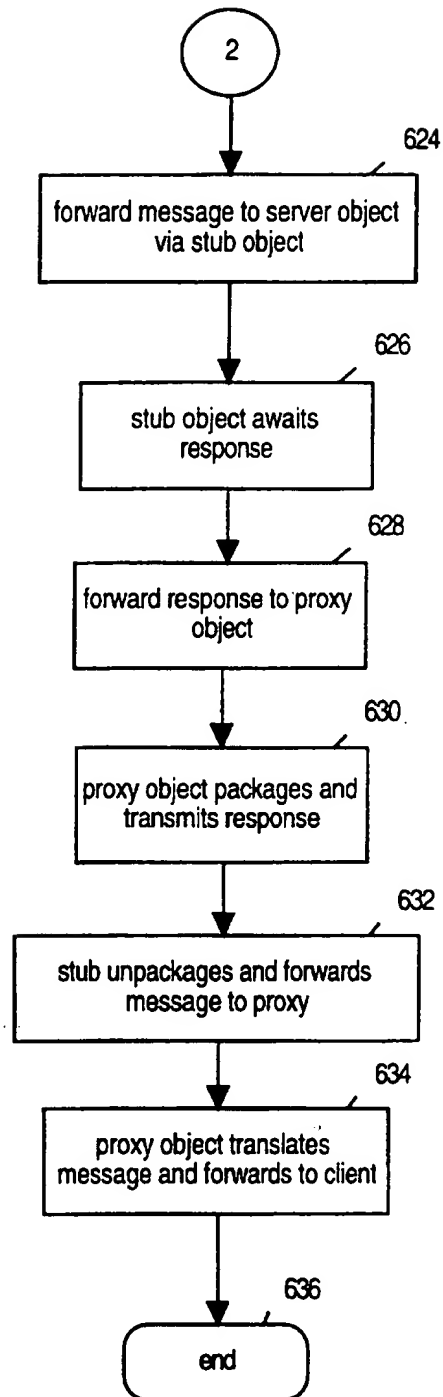 2
624
forward message to server object
via stub object
626
stub object awaits
response
628
forward response to proxy
object
630
proxy object packages and
transmits response
632
stub unpackages and forwards
message to proxy
634
proxy object translates
message and forwards to client
636
end